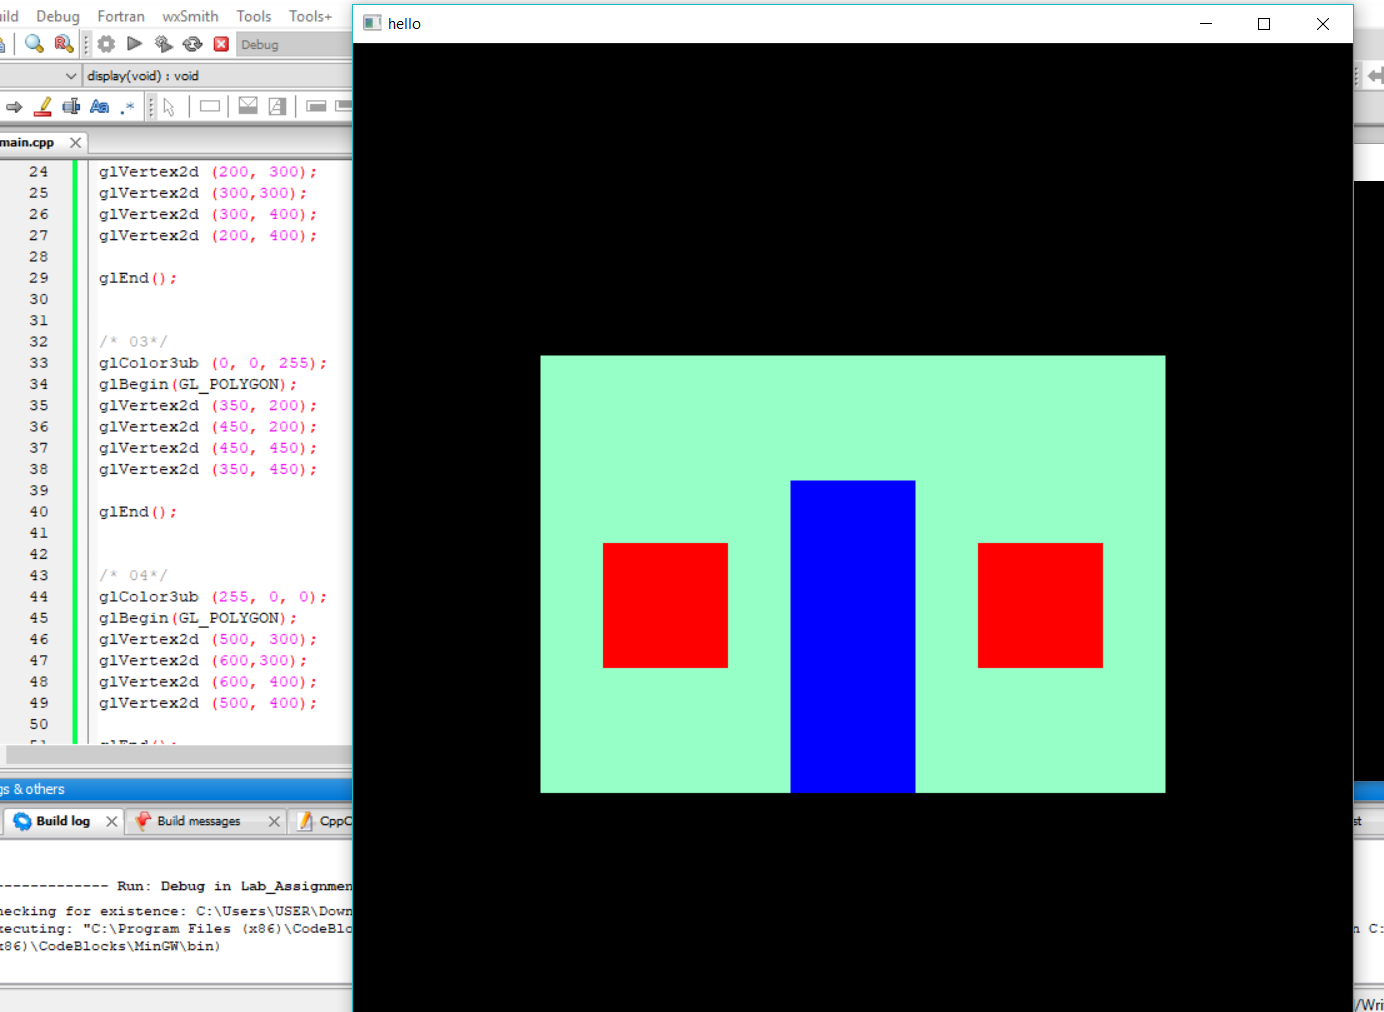 Debug Fortran wxSmith Tools Tools+
hello
Debug
display(void) : void
main.cpp
24 glVertex2d (200, 300);
25 glVertex2d (300,300);
26 glVertex2d (300, 400);
27 glVertex2d (200, 400);
28
29 glEnd();
30
31
32 /* 03*/
33 glColor3ub (0, 0, 255);
34 glBegin(GL_POLYGON);
35 glVertex2d (350, 200);
36 glVertex2d (450, 200);
37 glVertex2d (450, 450);
38 glVertex2d (350, 450);
39
40 glEnd();
41
42
43 /* 04*/
44 glColor3ub (255, 0, 0);
45 glBegin(GL_POLYGON);
46 glVertex2d (500, 300);
47 glVertex2d (600,300);
48 glVertex2d (600, 400);
49 glVertex2d (500, 400);
50
gs & others
Build log
Build messages
CppC
st
------------- Run: Debug in Lab_Assignmen
hecking for existence: C:\Users\USER\Down
xecuting: "C:\Program Files (x86)\CodeBlo
n C:
x86)\CodeBlocks\MinGW\bin)
/Wri